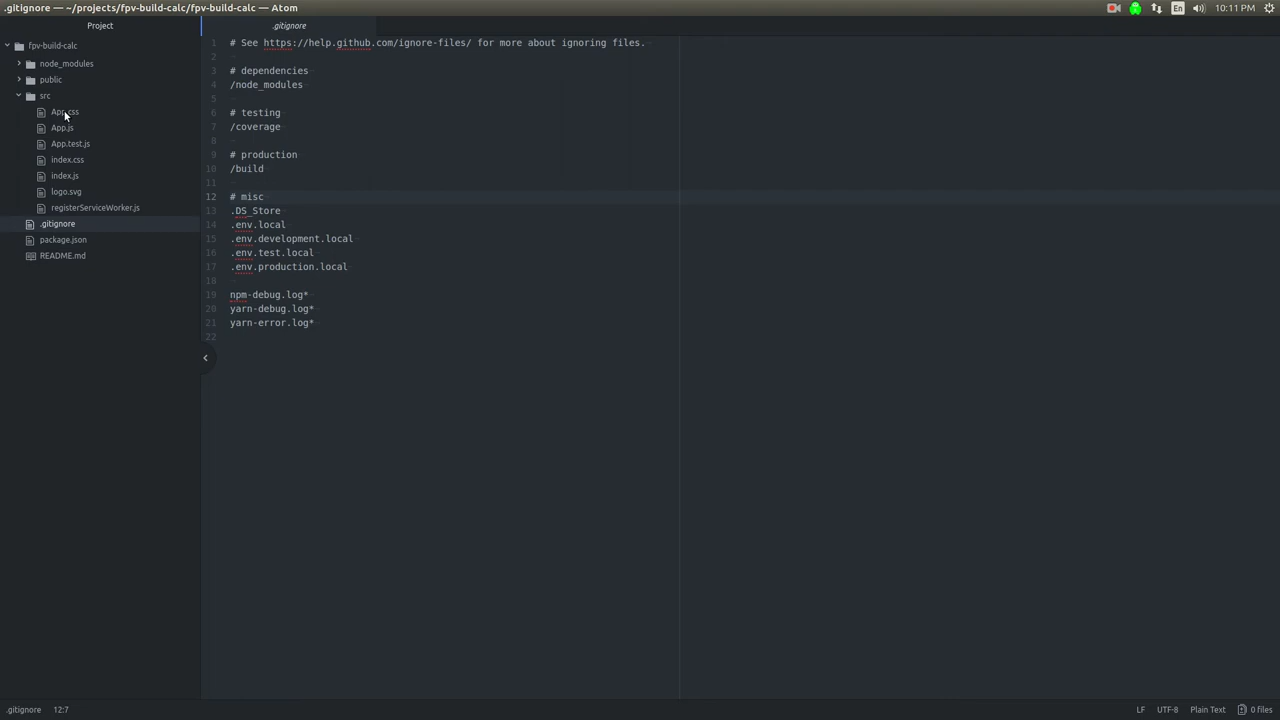 .gitignore — ~/projects/fpv-build-calc/fpv-build-calc — Atom
En
10:11 PM
Project
.gitignore
fpv-build-calc
node_modules
public
src
App.css
App.js
App.test.js
index.css
index.js
logo.svg
registerServiceWorker.js
.gitignore
package.json
README.md
1 # See https://help.github.com/ignore-files/ for more about ignoring files.
2
3 # dependencies
4 /node_modules
5
6 # testing
7 /coverage
8
9 # production
10 /build
11
12 # misc
13 .DS_Store
14 .env.local
15 .env.development.local
16 .env.test.local
17 .env.production.local
18
19 npm-debug.log*
20 yarn-debug.log*
21 yarn-error.log*
22
.gitignore 12:7
LF UTF-8 Plain Text 0 files